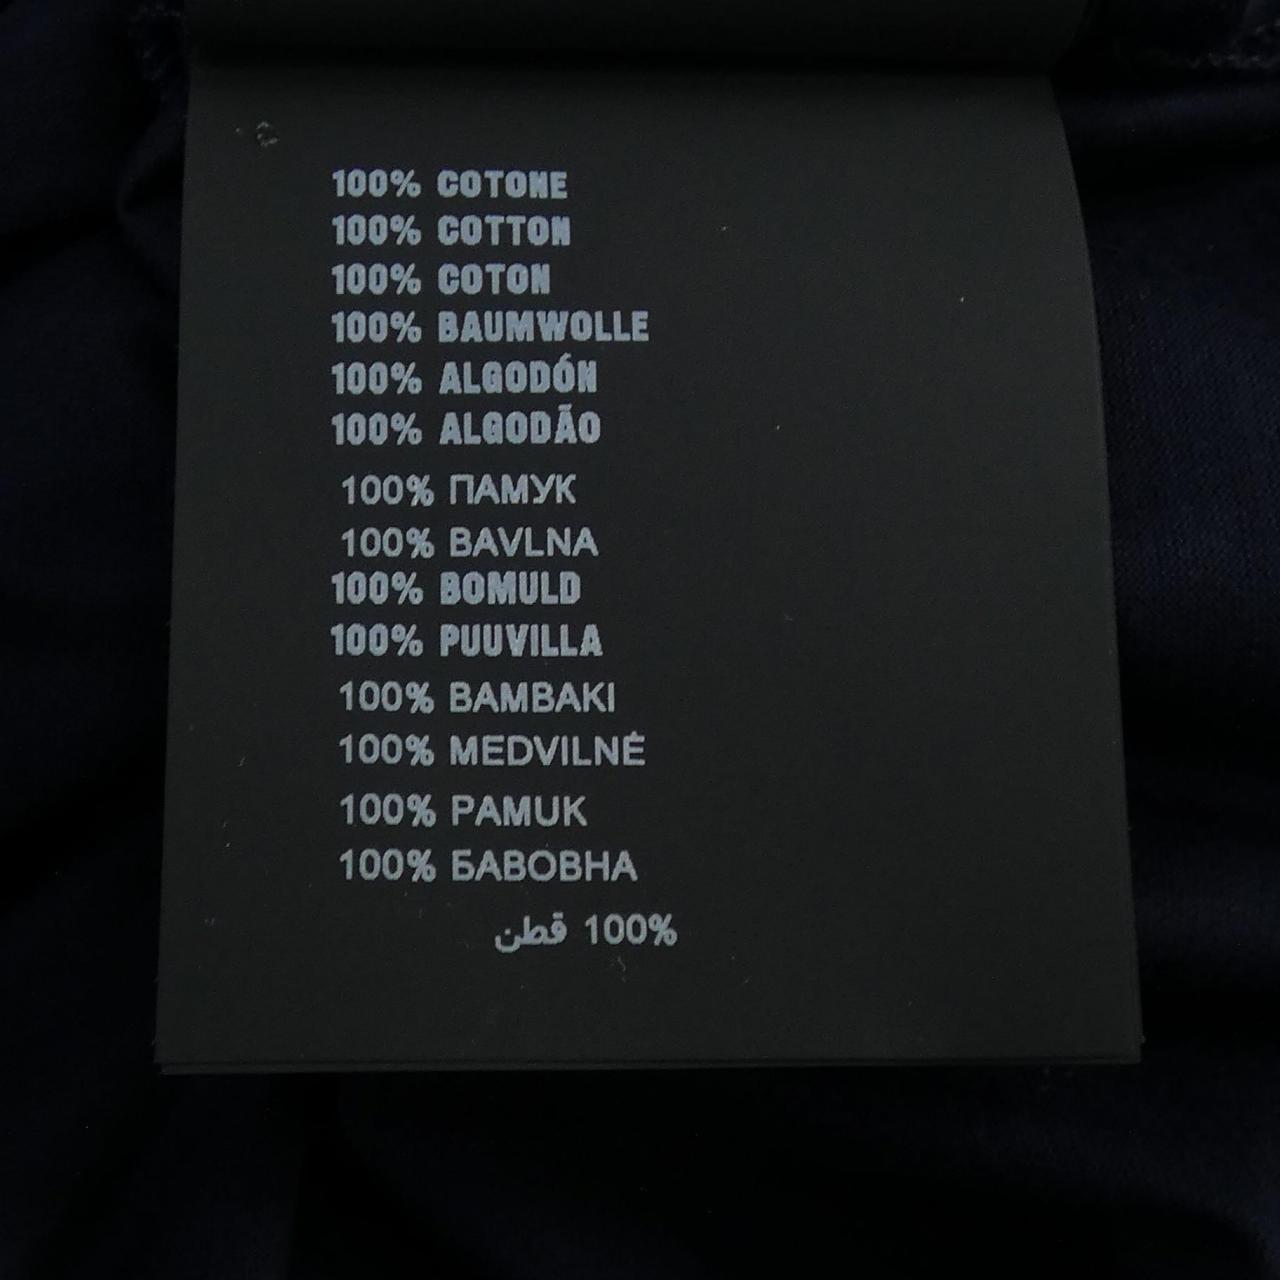 100% COTONE
100% COTTON
100% COTON
100% BAUMWOLLE
100% ALGODÓN
100% ALGODÃO
100% ПАМУК
100% BAVLNA
100% BOMULD
100% PUUVILLA
100% BAMBAKI
100% MEDVILNĖ
100% PAMUK
100% БАВОВНА
100% قطن